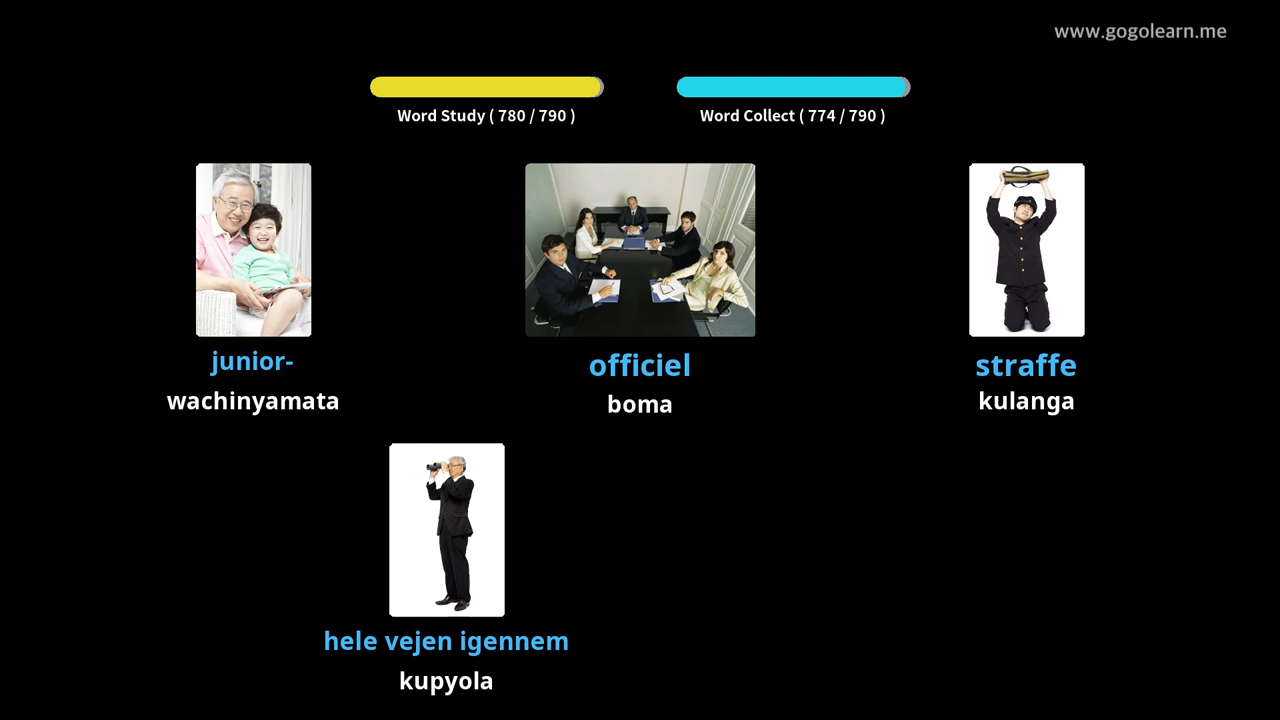 www.gogolearn.me
Word Study ( 780 / 790 )
Word Collect ( 774 / 790 )
junior-
wachinyamata
officiel
boma
straffe
kulanga
hele vejen igennem
kupyola